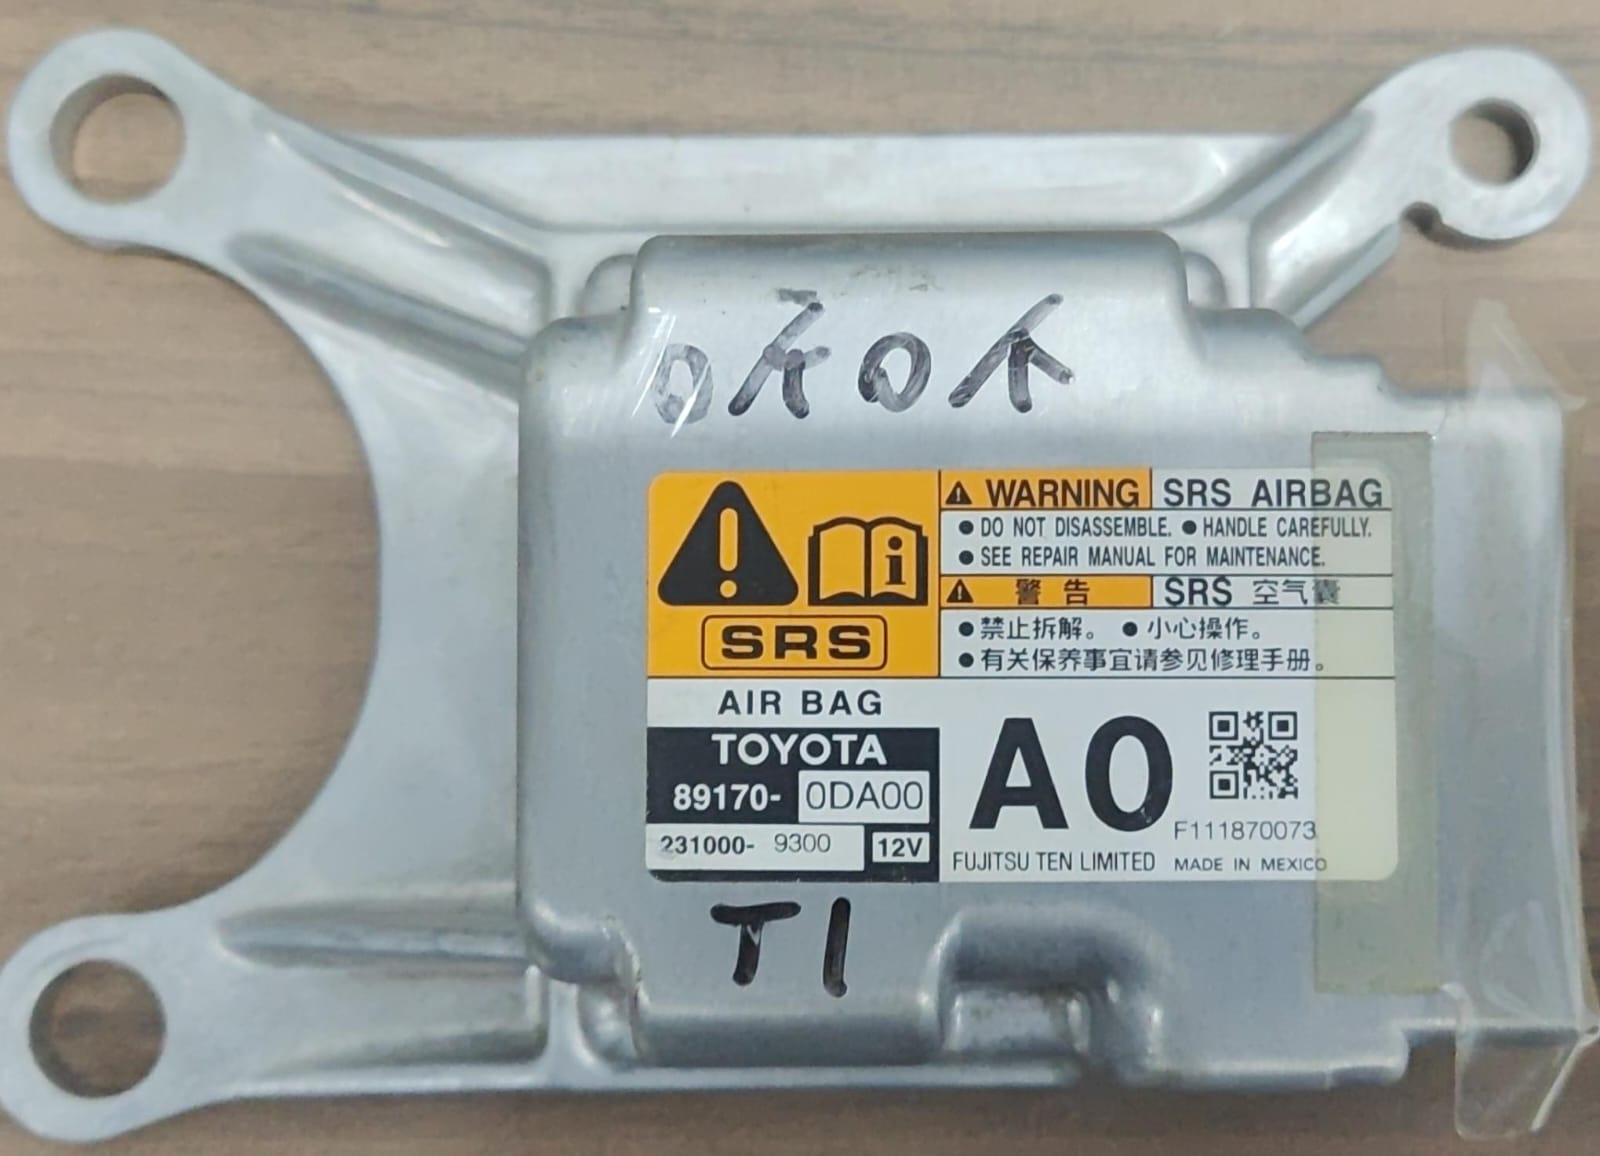 OKOK
WARNING SRS AIRBAG
● DO NOT DISASSEMBLE. ● HANDLE CAREFULLY.
● SEE REPAIR MANUAL FOR MAINTENANCE.
警告 SRS 空气囊
● 禁止拆解。 ● 小心操作。
● 有关保养事宜请参见修理手册。
SRS
AIR BAG
TOYOTA
89170- 0DA00
231000- 9300 12V
A0
F111870073
FUJITSU TEN LIMITED MADE IN MEXICO
T1